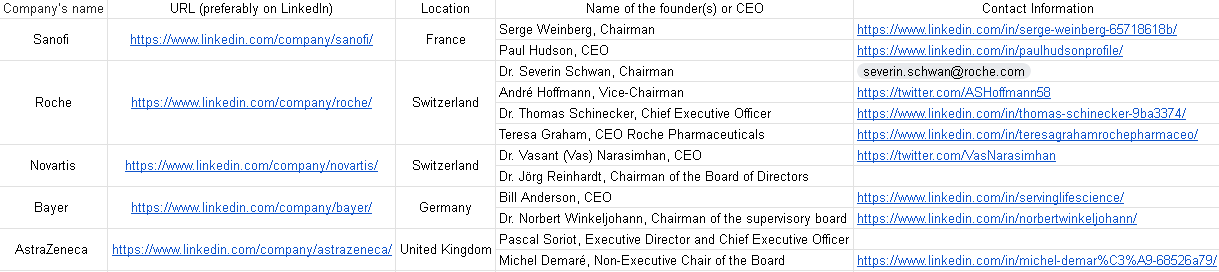 Company's name URL (preferably on LinkedIn) Location Name of the founder(s) or CEO Contact Information
Sanofi https://www.linkedin.com/company/sanofi/ France
Serge Weinberg, Chairman https://www.linkedin.com/in/serge-weinberg-65718618b/
Paul Hudson, CEO https://www.linkedin.com/in/paulhudsonprofile/
Roche https://www.linkedin.com/company/roche/ Switzerland
Dr. Severin Schwan, Chairman severin.schwan@roche.com
André Hoffmann, Vice-Chairman https://twitter.com/ASHoffmann58
Dr. Thomas Schinecker, Chief Executive Officer https://www.linkedin.com/in/thomas-schinecker-9ba3374/
Teresa Graham, CEO Roche Pharmaceuticals https://www.linkedin.com/in/teresagrahamrochepharmaceo/
Novartis https://www.linkedin.com/company/novartis/ Switzerland
Dr. Vasant (Vas) Narasimhan, CEO https://twitter.com/VasNarasimhan
Dr. Jörg Reinhardt, Chairman of the Board of Directors
Bayer https://www.linkedin.com/company/bayer/ Germany
Bill Anderson, CEO https://www.linkedin.com/in/servinglifescience/
Dr. Norbert Winkeljohann, Chairman of the supervisory board https://www.linkedin.com/in/norbertwinkeljohann/
AstraZeneca https://www.linkedin.com/company/astrazeneca/ United Kingdom
Pascal Soriot, Executive Director and Chief Executive Officer
Michel Demaré, Non-Executive Chair of the Board https://www.linkedin.com/in/michel-demar%C3%A9-68526a79/